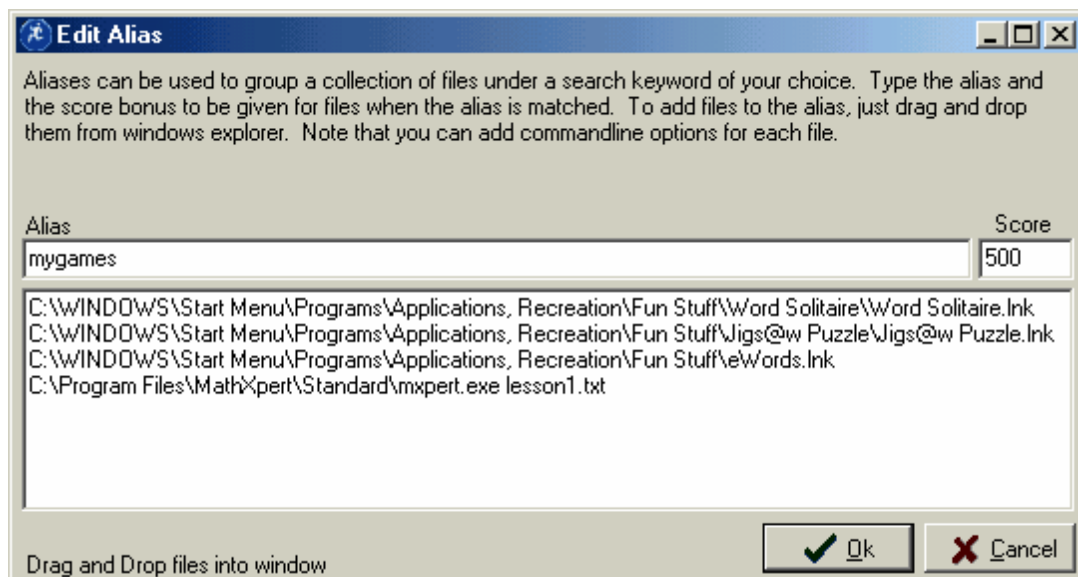 Edit Alias
Aliases can be used to group a collection of files under a search keyword of your choice.  Type the alias and
the score bonus to be given for files when the alias is matched.  To add files to the alias, just drag and drop
them from windows explorer.  Note that you can add commandline options for each file.
Alias Score
mygames 500
C:\WINDOWS\Start Menu\Programs\Applications, Recreation\Fun Stuff\Word Solitaire\Word Solitaire.lnk
C:\WINDOWS\Start Menu\Programs\Applications, Recreation\Fun Stuff\Jigs@w Puzzle\Jigs@w Puzzle.lnk
C:\WINDOWS\Start Menu\Programs\Applications, Recreation\Fun Stuff\eWords.lnk
C:\Program Files\MathXpert\Standard\mxpert.exe lesson1.txt
Ok Cancel
Drag and Drop files into window